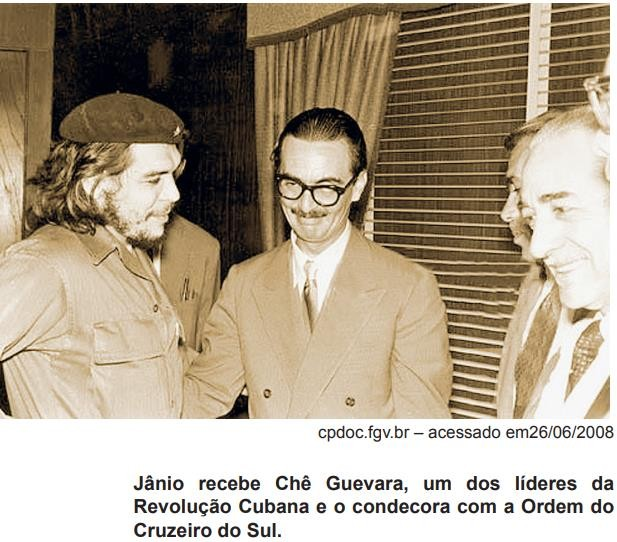 cpdoc.fgv.br – acessado em26/06/2008
Jânio recebe Chê Guevara, um dos líderes da
Revolução Cubana e o condecora com a Ordem do
Cruzeiro do Sul.